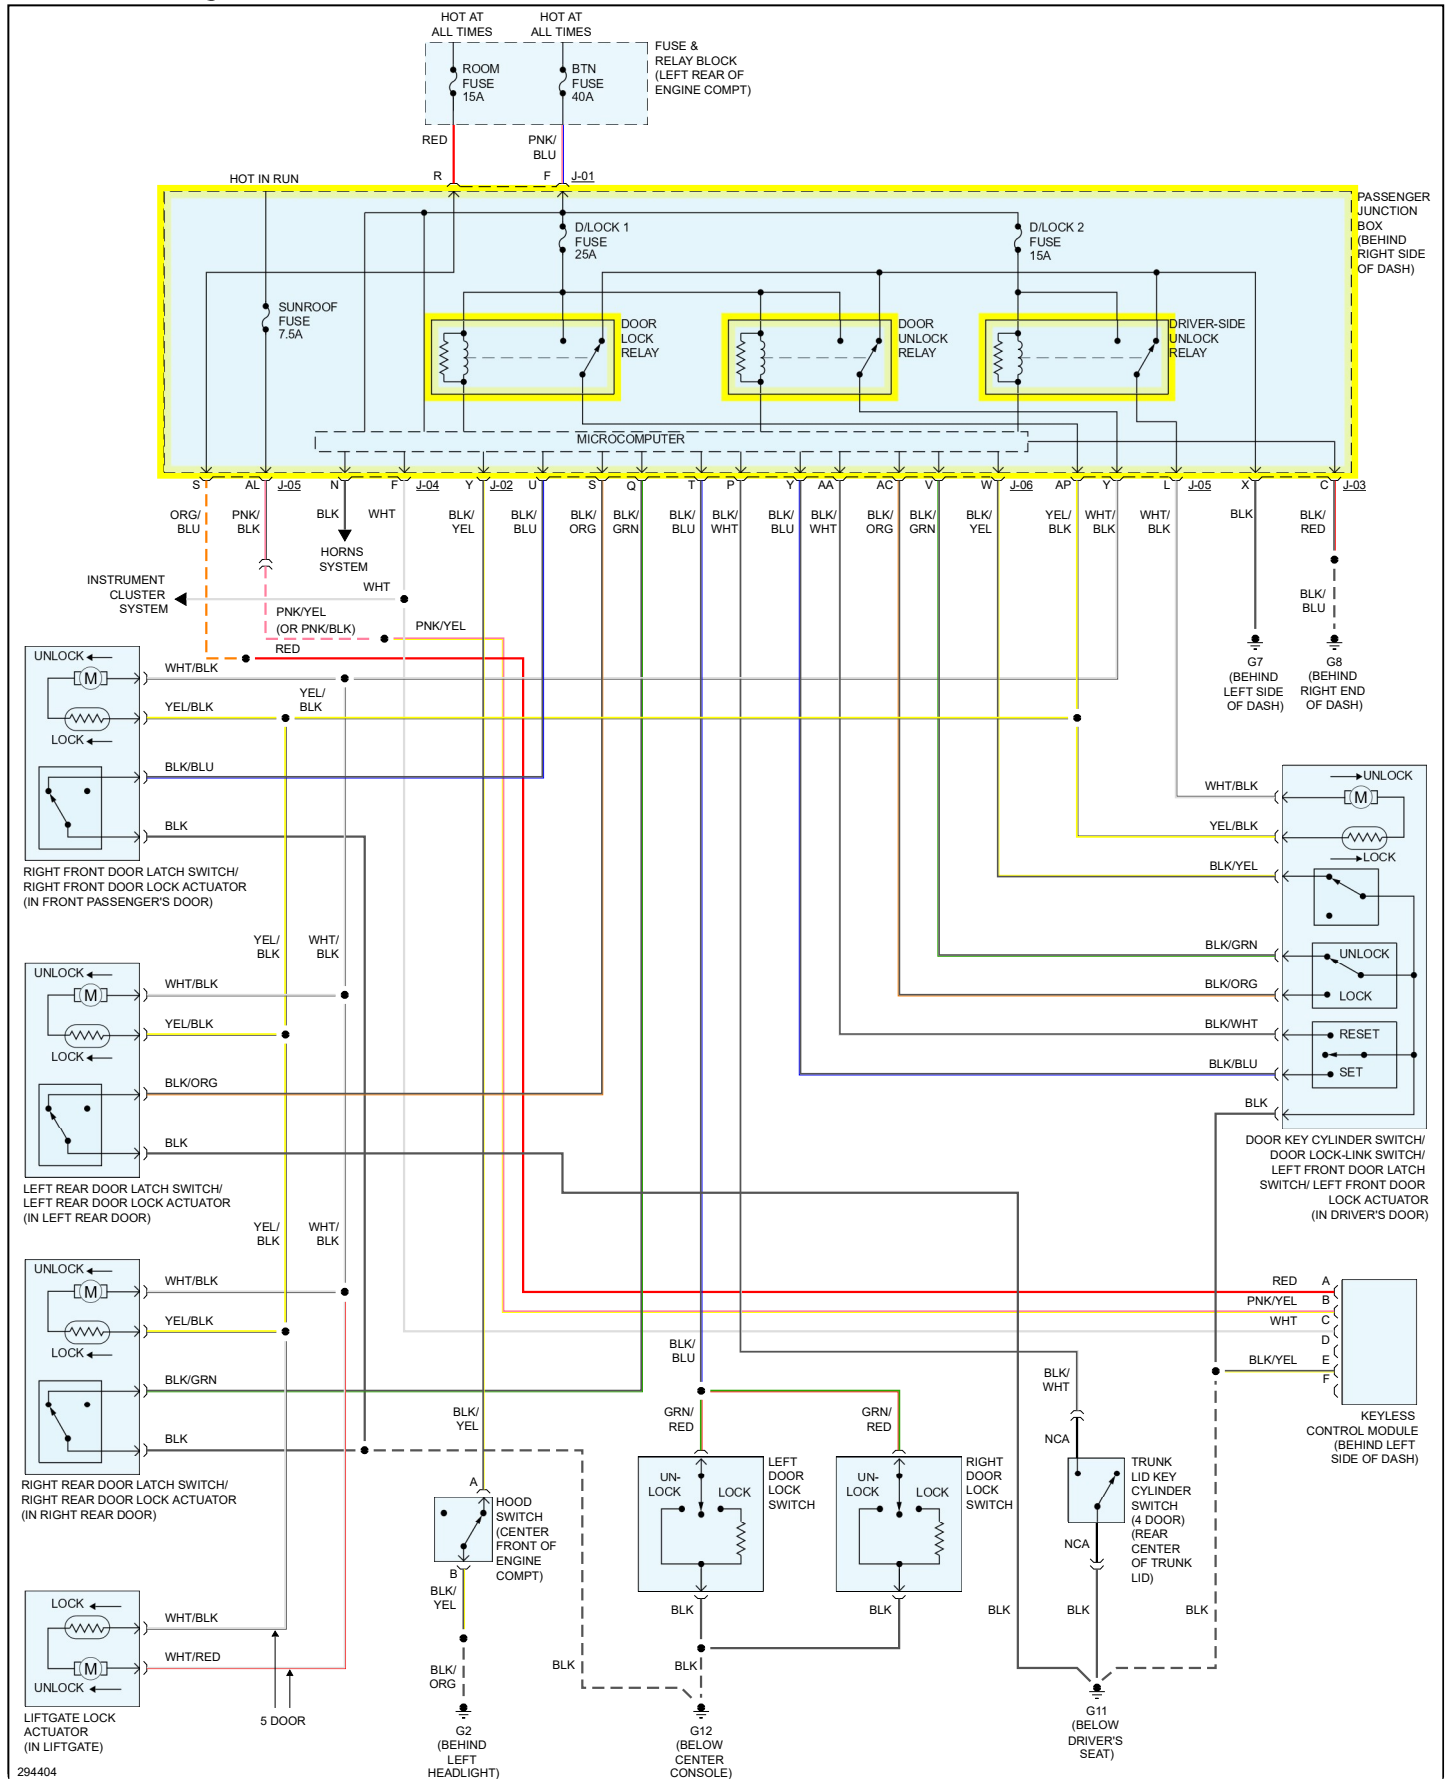 HOT AT
ALL TIMES
HOT AT
ALL TIMES
FUSE &
RELAY BLOCK
(LEFT REAR OF
ENGINE COMPT)
ROOM
FUSE
15A
BTN
FUSE
40A
RED
PNK/
BLU
HOT IN RUN
R
F
J-01
PASSENGER
JUNCTION
BOX
(BEHIND
RIGHT SIDE
OF DASH)
D/LOCK 1
FUSE
25A
D/LOCK 2
FUSE
15A
SUNROOF
FUSE
7.5A
DOOR
LOCK
RELAY
DOOR
UNLOCK
RELAY
DRIVER-SIDE
UNLOCK
RELAY
MICROCOMPUTER
S
AL
J-05
N
F
J-04
Y
J-02
U
S
Q
T
P
Y
AA
AC
V
W
J-06
AP
Y
L
J-05
X
C
J-03
ORG/
BLU
PNK/
BLK
BLK
WHT
BLK/
YEL
BLK/
BLU
BLK/
ORG
BLK/
GRN
BLK/
BLU
BLK/
WHT
BLK/
BLU
BLK/
WHT
BLK/
ORG
BLK/
GRN
BLK/
YEL
YEL/
BLK
WHT/
BLK
WHT/
BLK
BLK
BLK/
RED
HORNS
SYSTEM
INSTRUMENT
CLUSTER
SYSTEM
WHT
BLK/
BLU
PNK/YEL
(OR PNK/BLK)
PNK/YEL
RED
G7
(BEHIND
LEFT SIDE
OF DASH)
G8
(BEHIND
RIGHT END
OF DASH)
UNLOCK
M
LOCK
WHT/BLK
YEL/BLK
YEL/
BLK
BLK/BLU
BLK
RIGHT FRONT DOOR LATCH SWITCH/
RIGHT FRONT DOOR LOCK ACTUATOR
(IN FRONT PASSENGER'S DOOR)
WHT/BLK
YEL/BLK
BLK/YEL
BLK/GRN
BLK/ORG
BLK/WHT
BLK/BLU
BLK
UNLOCK
M
LOCK
UNLOCK
LOCK
RESET
SET
DOOR KEY CYLINDER SWITCH/
DOOR LOCK-LINK SWITCH/
LEFT FRONT DOOR LATCH
SWITCH/ LEFT FRONT DOOR
LOCK ACTUATOR
(IN DRIVER'S DOOR)
YEL/
BLK
WHT/
BLK
UNLOCK
M
LOCK
WHT/BLK
YEL/BLK
BLK/ORG
BLK
LEFT REAR DOOR LATCH SWITCH/
LEFT REAR DOOR LOCK ACTUATOR
(IN LEFT REAR DOOR)
YEL/
BLK
WHT/
BLK
UNLOCK
M
LOCK
WHT/BLK
YEL/BLK
BLK/GRN
BLK
RIGHT REAR DOOR LATCH SWITCH/
RIGHT REAR DOOR LOCK ACTUATOR
(IN RIGHT REAR DOOR)
RED
PNK/YEL
WHT
BLK/YEL
A
B
C
D
E
F
KEYLESS
CONTROL MODULE
(BEHIND LEFT
SIDE OF DASH)
BLK/
BLU
BLK/
WHT
BLK/
YEL
GRN/
RED
GRN/
RED
NCA
A
HOOD
SWITCH
(CENTER
FRONT OF
ENGINE
COMPT)
B
UN-
LOCK
LOCK
LEFT
DOOR
LOCK
SWITCH
UN-
LOCK
LOCK
RIGHT
DOOR
LOCK
SWITCH
TRUNK
LID KEY
CYLINDER
SWITCH
(4 DOOR)
(REAR
CENTER
OF TRUNK
LID)
NCA
BLK/
YEL
BLK
BLK
BLK
BLK
BLK
LOCK
M
UNLOCK
WHT/BLK
WHT/RED
5 DOOR
LIFTGATE LOCK
ACTUATOR
(IN LIFTGATE)
BLK/
ORG
BLK
BLK
G2
(BEHIND
LEFT
HEADLIGHT)
G12
(BELOW
CENTER
CONSOLE)
G11
(BELOW
DRIVER'S
SEAT)
294404